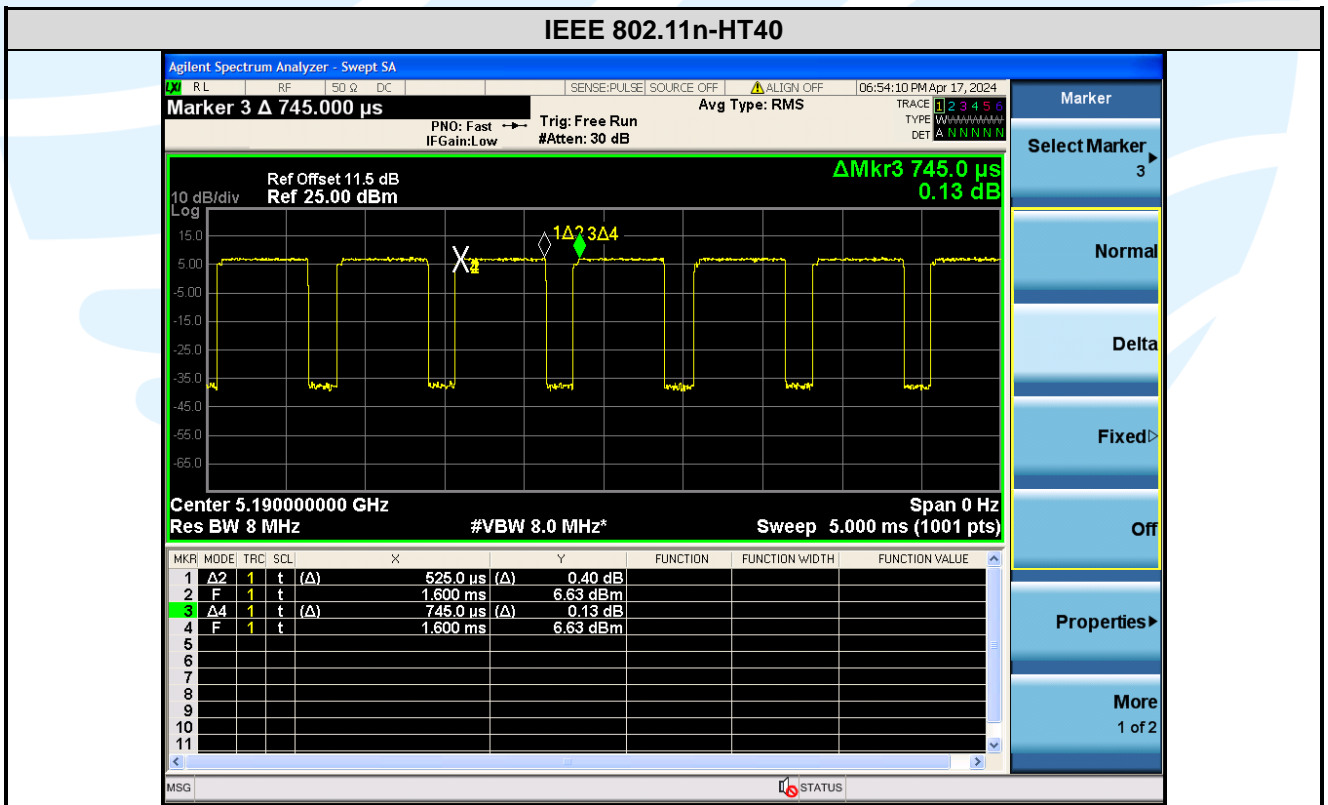 IEEE 802.11n-HT40
Agilent Spectrum Analyzer - Swept SA
LXI RL RF 50 Ω DC SENSE:PULSE SOURCE OFF ALIGN OFF 06:54:10 PM Apr 17, 2024
Marker 3 Δ 745.000 µs
Avg Type: RMS
TRACE 1 2 3 4 5 6
TYPE
DET A N N N N N
PNO: Fast
IFGain:Low
Trig: Free Run
#Atten: 30 dB
ΔMkr3 745.0 µs
0.13 dB
Ref Offset 11.5 dB
Ref 25.00 dBm
10 dB/div
Log
15.0
5.00
-5.00
-15.0
-25.0
-35.0
-45.0
-55.0
-65.0
1Δ2 3Δ4
Center 5.190000000 GHz
Span 0 Hz
Res BW 8 MHz
#VBW 8.0 MHz*
Sweep 5.000 ms (1001 pts)
MKR MODE TRC SCL X Y FUNCTION FUNCTION WIDTH FUNCTION VALUE
1 Δ2 1 t (Δ) 525.0 µs (Δ) 0.40 dB
2 F 1 t 1.600 ms 6.63 dBm
3 Δ4 1 t (Δ) 745.0 µs (Δ) 0.13 dB
4 F 1 t 1.600 ms 6.63 dBm
5
6
7
8
9
10
11
MSG
STATUS
Marker
Select Marker
3
Normal
Delta
Fixed
Off
Properties
More
1 of 2